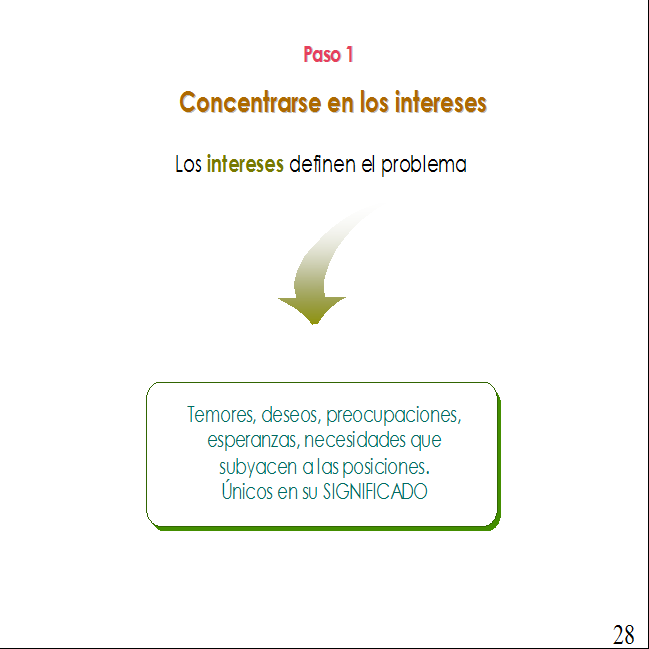 Paso 1
Concentrarse en los intereses
Los intereses definen el problema
Temores, deseos, preocupaciones,
esperanzas, necesidades que
subyacen a las posiciones.
Únicos en su SIGNIFICADO
28